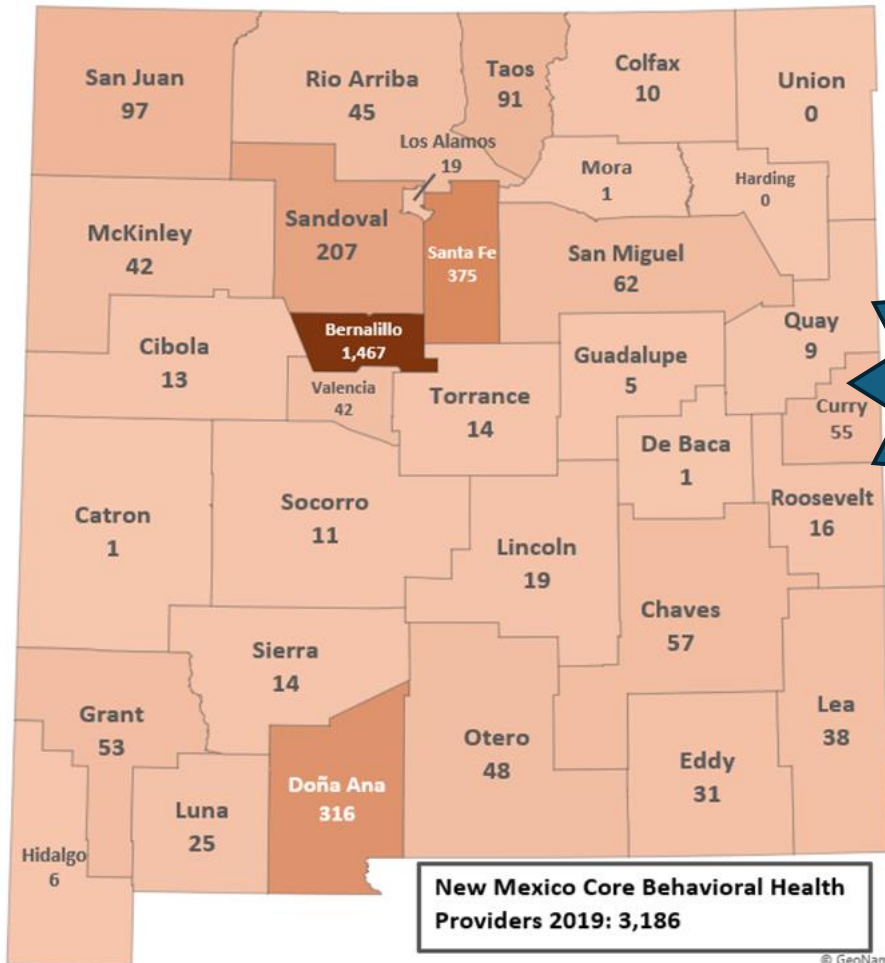 San Juan
97
Rio Arriba
45
Taos
91
Colfax
10
Union
0
Los Alamos
19
Mora
1
Harding
0
McKinley
42
Sandoval
207
Santa Fe
375
San Miguel
62
Bernalillo
1,467
Cibola
13
Valencia
42
Torrance
14
Guadalupe
5
Quay
9
Curry
55
De Baca
1
Roosevelt
16
Catron
1
Socorro
11
Lincoln
19
Chaves
57
Sierra
14
Grant
53
Otero
48
Lea
38
Eddy
31
Doña Ana
316
Luna
25
Hidalgo
6
New Mexico Core Behavioral Health
Providers 2019: 3,186
© GeoNam